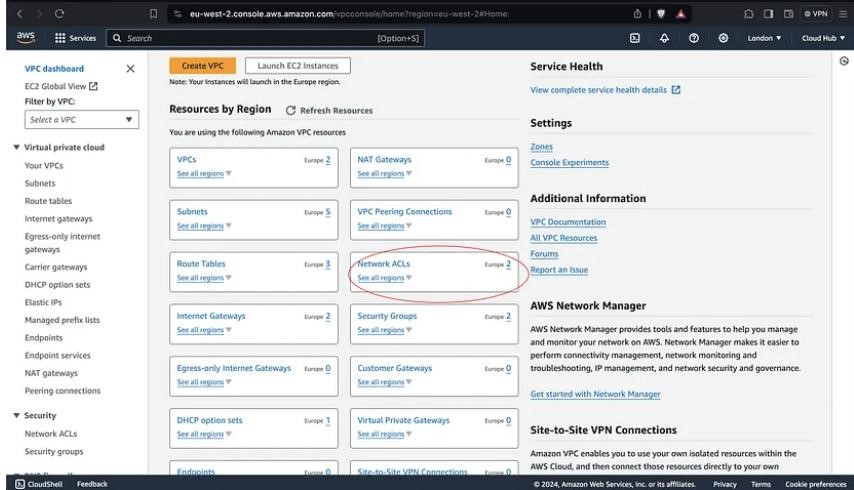 eu-west-2.console.aws.amazon.com/vpcconsole/home?region=eu-west-2#Home:
VPN
aws
Services
Search
[Option+S]
London
Cloud Hub
VPC dashboard
EC2 Global View
Filter by VPC:
Select a VPC
Virtual private cloud
Your VPCs
Subnets
Route tables
Internet gateways
Egress-only internet
gateways
Carrier gateways
DHCP option sets
Elastic IPs
Managed prefix lists
Endpoints
Endpoint services
NAT gateways
Peering connections
Security
Network ACLs
Security groups
Create VPC
Launch EC2 Instances
Note: Your Instances will launch in the Europe region.
Resources by Region
Refresh Resources
You are using the following Amazon VPC resources
VPCs Europe 2
See all regions
NAT Gateways Europe 0
See all regions
Subnets Europe 5
See all regions
VPC Peering Connections Europe 0
See all regions
Route Tables Europe 3
See all regions
Network ACLs Europe 2
See all regions
Internet Gateways Europe 2
See all regions
Security Groups Europe 2
See all regions
Egress-only Internet Gateways Europe 0
See all regions
Customer Gateways Europe 0
See all regions
DHCP option sets Europe 1
See all regions
Virtual Private Gateways Europe 0
See all regions
Endpoints Europe 0
Site-to-Site VPN Connections Europe 0
Service Health
View complete service health details
Settings
Zones
Console Experiments
Additional Information
VPC Documentation
All VPC Resources
Forums
Report an Issue
AWS Network Manager
AWS Network Manager provides tools and features to help you manage
and monitor your network on AWS. Network Manager makes it easier to
perform connectivity management, network monitoring and
troubleshooting, IP management, and network security and governance.
Get started with Network Manager
Site-to-Site VPN Connections
Amazon VPC enables you to use your own isolated resources within the
AWS Cloud, and then connect those resources directly to your own
CloudShell
Feedback
© 2024, Amazon Web Services, Inc. or its affiliates.
Privacy
Terms
Cookie preferences